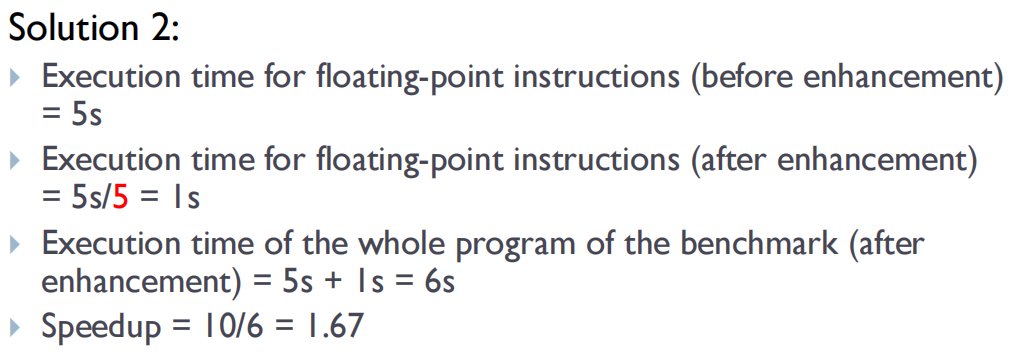 Solution 2:
Execution time for floating-point instructions (before enhancement)
= 5s
Execution time for floating-point instructions (after enhancement)
= 5s/5 = 1s
Execution time of the whole program of the benchmark (after
enhancement) = 5s + 1s = 6s
Speedup = 10/6 = 1.67